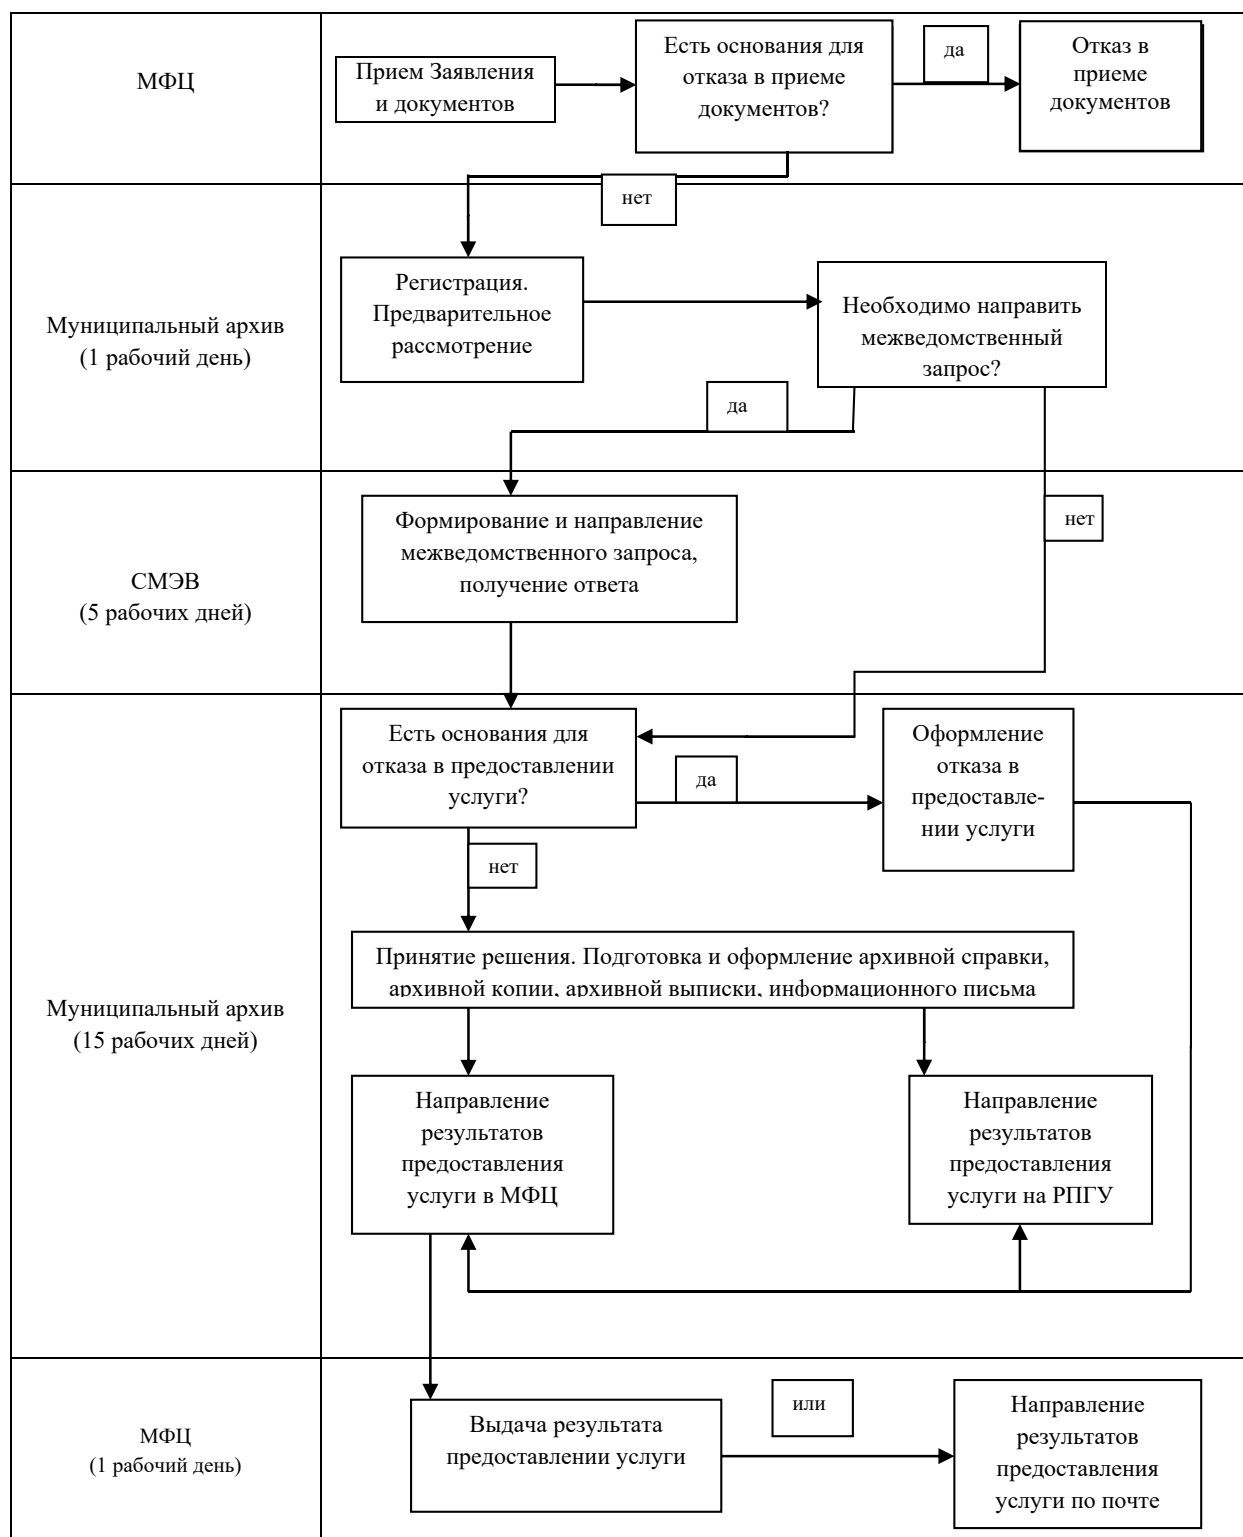 МФЦ
Прием Заявления
и документов
Есть основания для
отказа в приеме
документов?
да
Отказ в
приеме
документов
нет
Муниципальный архив
(1 рабочий день)
Регистрация.
Предварительное
рассмотрение
Необходимо направить
межведомственный
запрос?
да
нет
СМЭВ
(5 рабочих дней)
Формирование и направление
межведомственного запроса,
получение ответа
Муниципальный архив
(15 рабочих дней)
Есть основания для
отказа в предоставлении
услуги?
да
Оформление
отказа в
предоставле-
нии услуги
нет
Принятие решения. Подготовка и оформление архивной справки,
архивной копии, архивной выписки, информационного письма
Направление
результатов
предоставления
услуги в МФЦ
Направление
результатов
предоставления
услуги на РПГУ
МФЦ
(1 рабочий день)
Выдача результата
предоставлении услуги
или
Направление
результатов
предоставления
услуги по почте